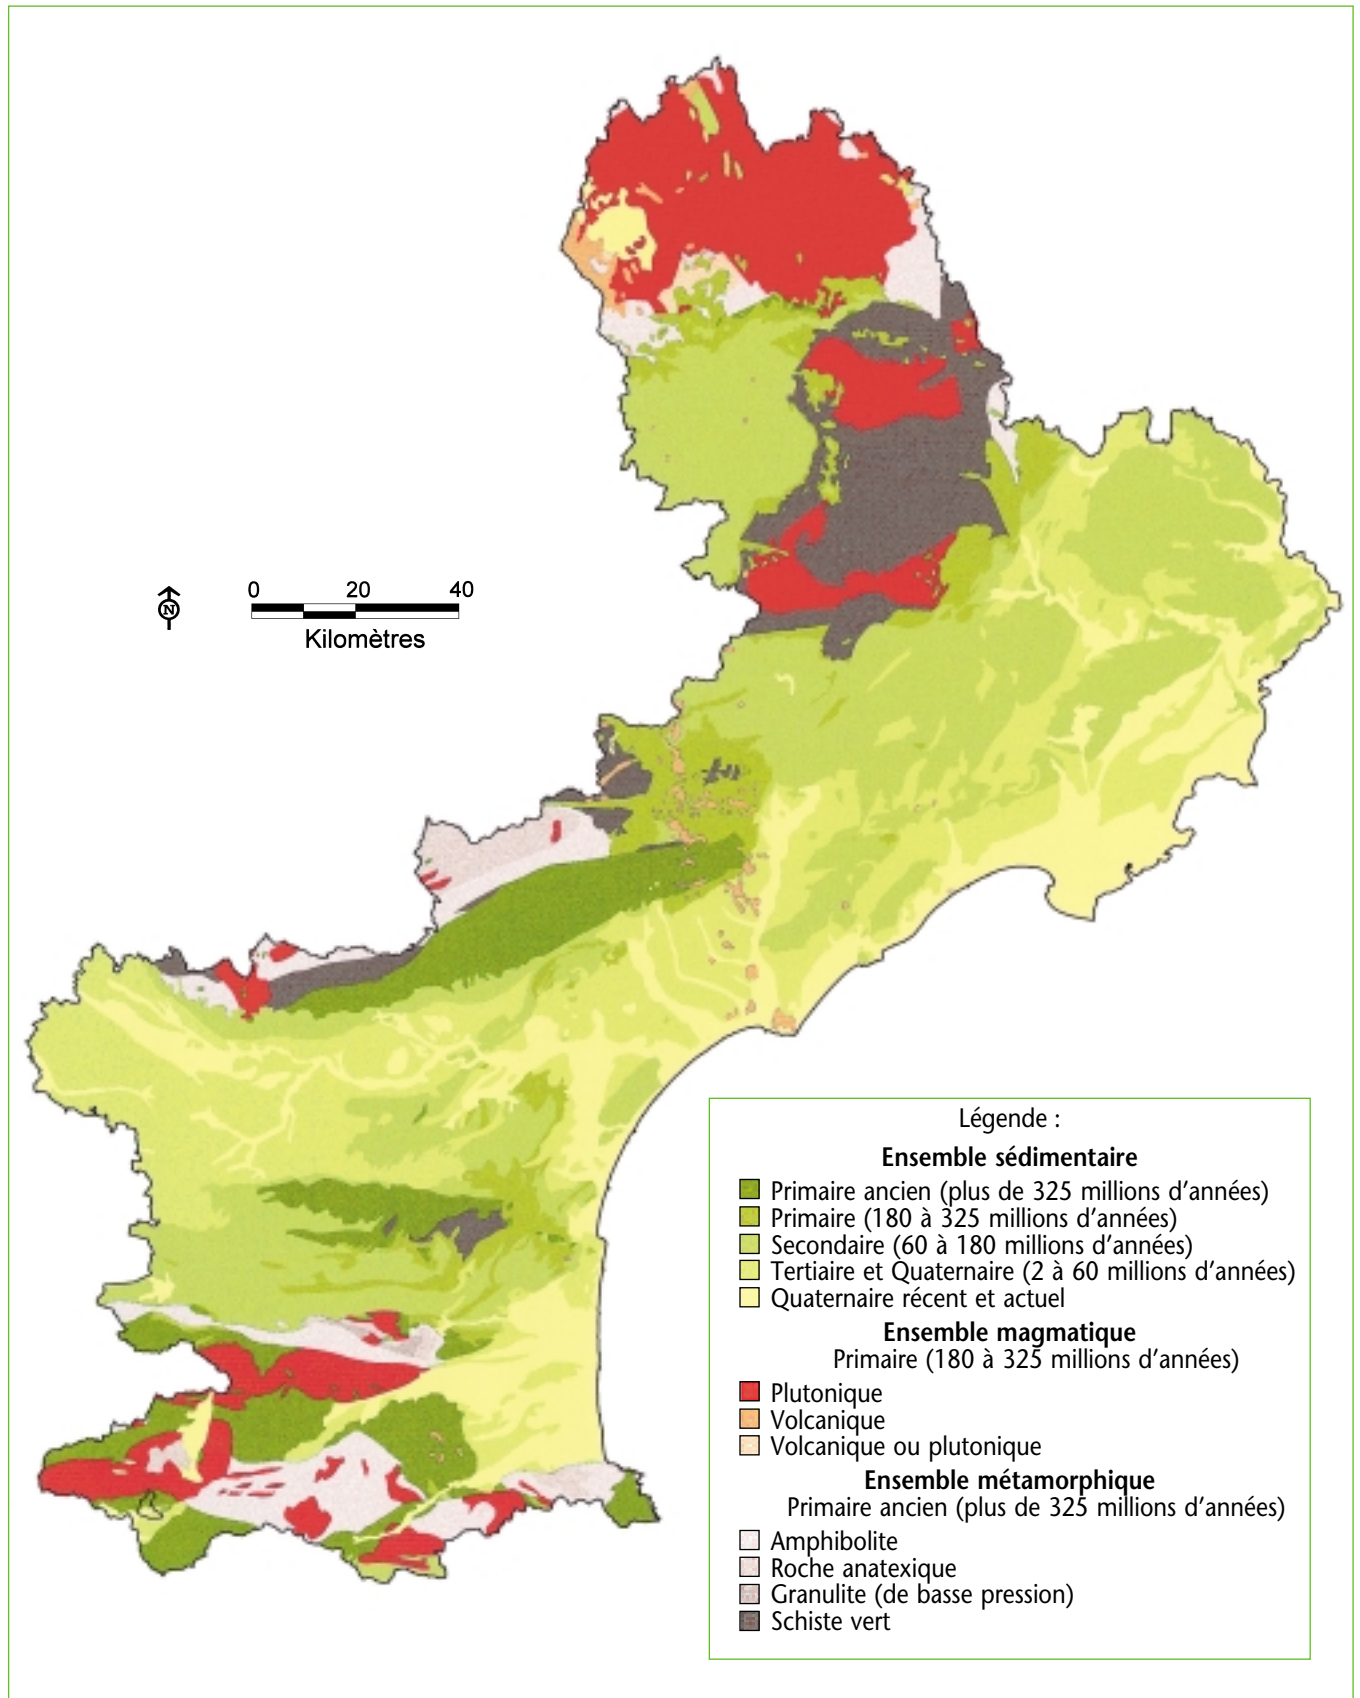 N
0 20 40
Kilomètres
Légende :
Ensemble sédimentaire
Primaire ancien (plus de 325 millions d’années)
Primaire (180 à 325 millions d’années)
Secondaire (60 à 180 millions d’années)
Tertiaire et Quaternaire (2 à 60 millions d’années)
Quaternaire récent et actuel
Ensemble magmatique
Primaire (180 à 325 millions d’années)
Plutonique
Volcanique
Volcanique ou plutonique
Ensemble métamorphique
Primaire ancien (plus de 325 millions d’années)
Amphibolite
Roche anatexique
Granulite (de basse pression)
Schiste vert